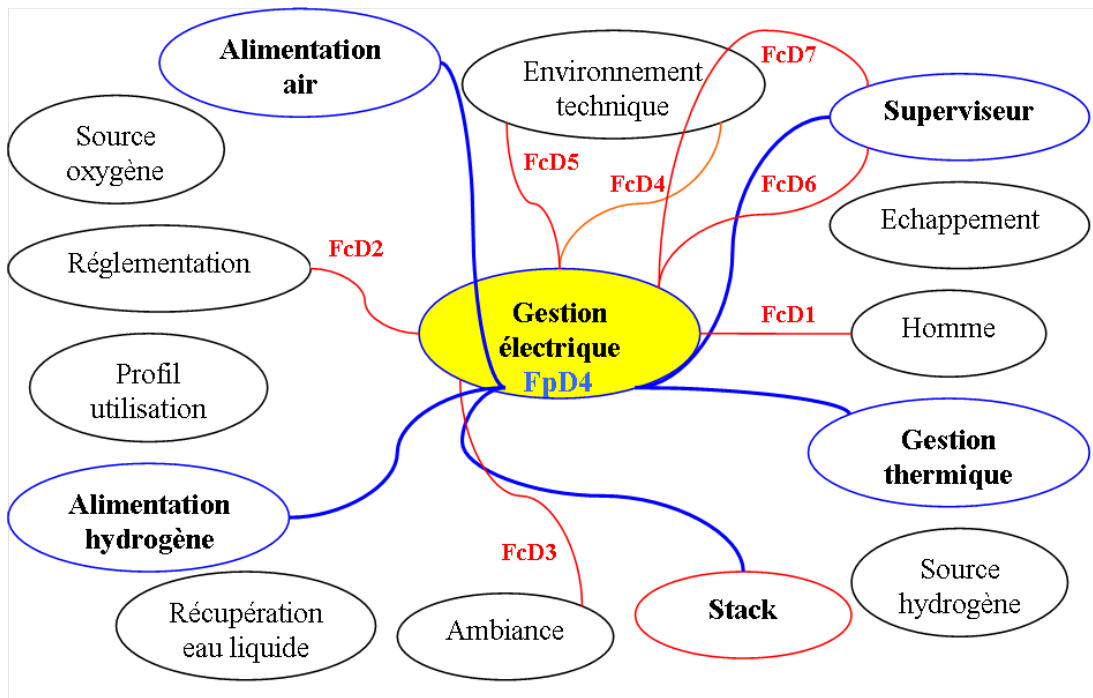 Alimentation
air
Environnement
technique
FcD7
Superviseur
Source
oxygène
FcD5
FcD4
FcD6
Echappement
Réglementation
FcD2
Gestion
électrique
FpD4
FcD1
Homme
Profil
utilisation
Gestion
thermique
Alimentation
hydrogène
FcD3
Source
hydrogène
Récupération
eau liquide
Ambiance
Stack